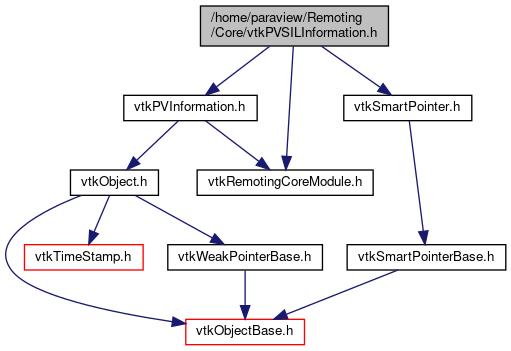 /home/paraview/Remoting
/Core/vtkPVSILInformation.h
vtkPVInformation.h
vtkSmartPointer.h
vtkObject.h
vtkRemotingCoreModule.h
vtkTimeStamp.h
vtkWeakPointerBase.h
vtkSmartPointerBase.h
vtkObjectBase.h